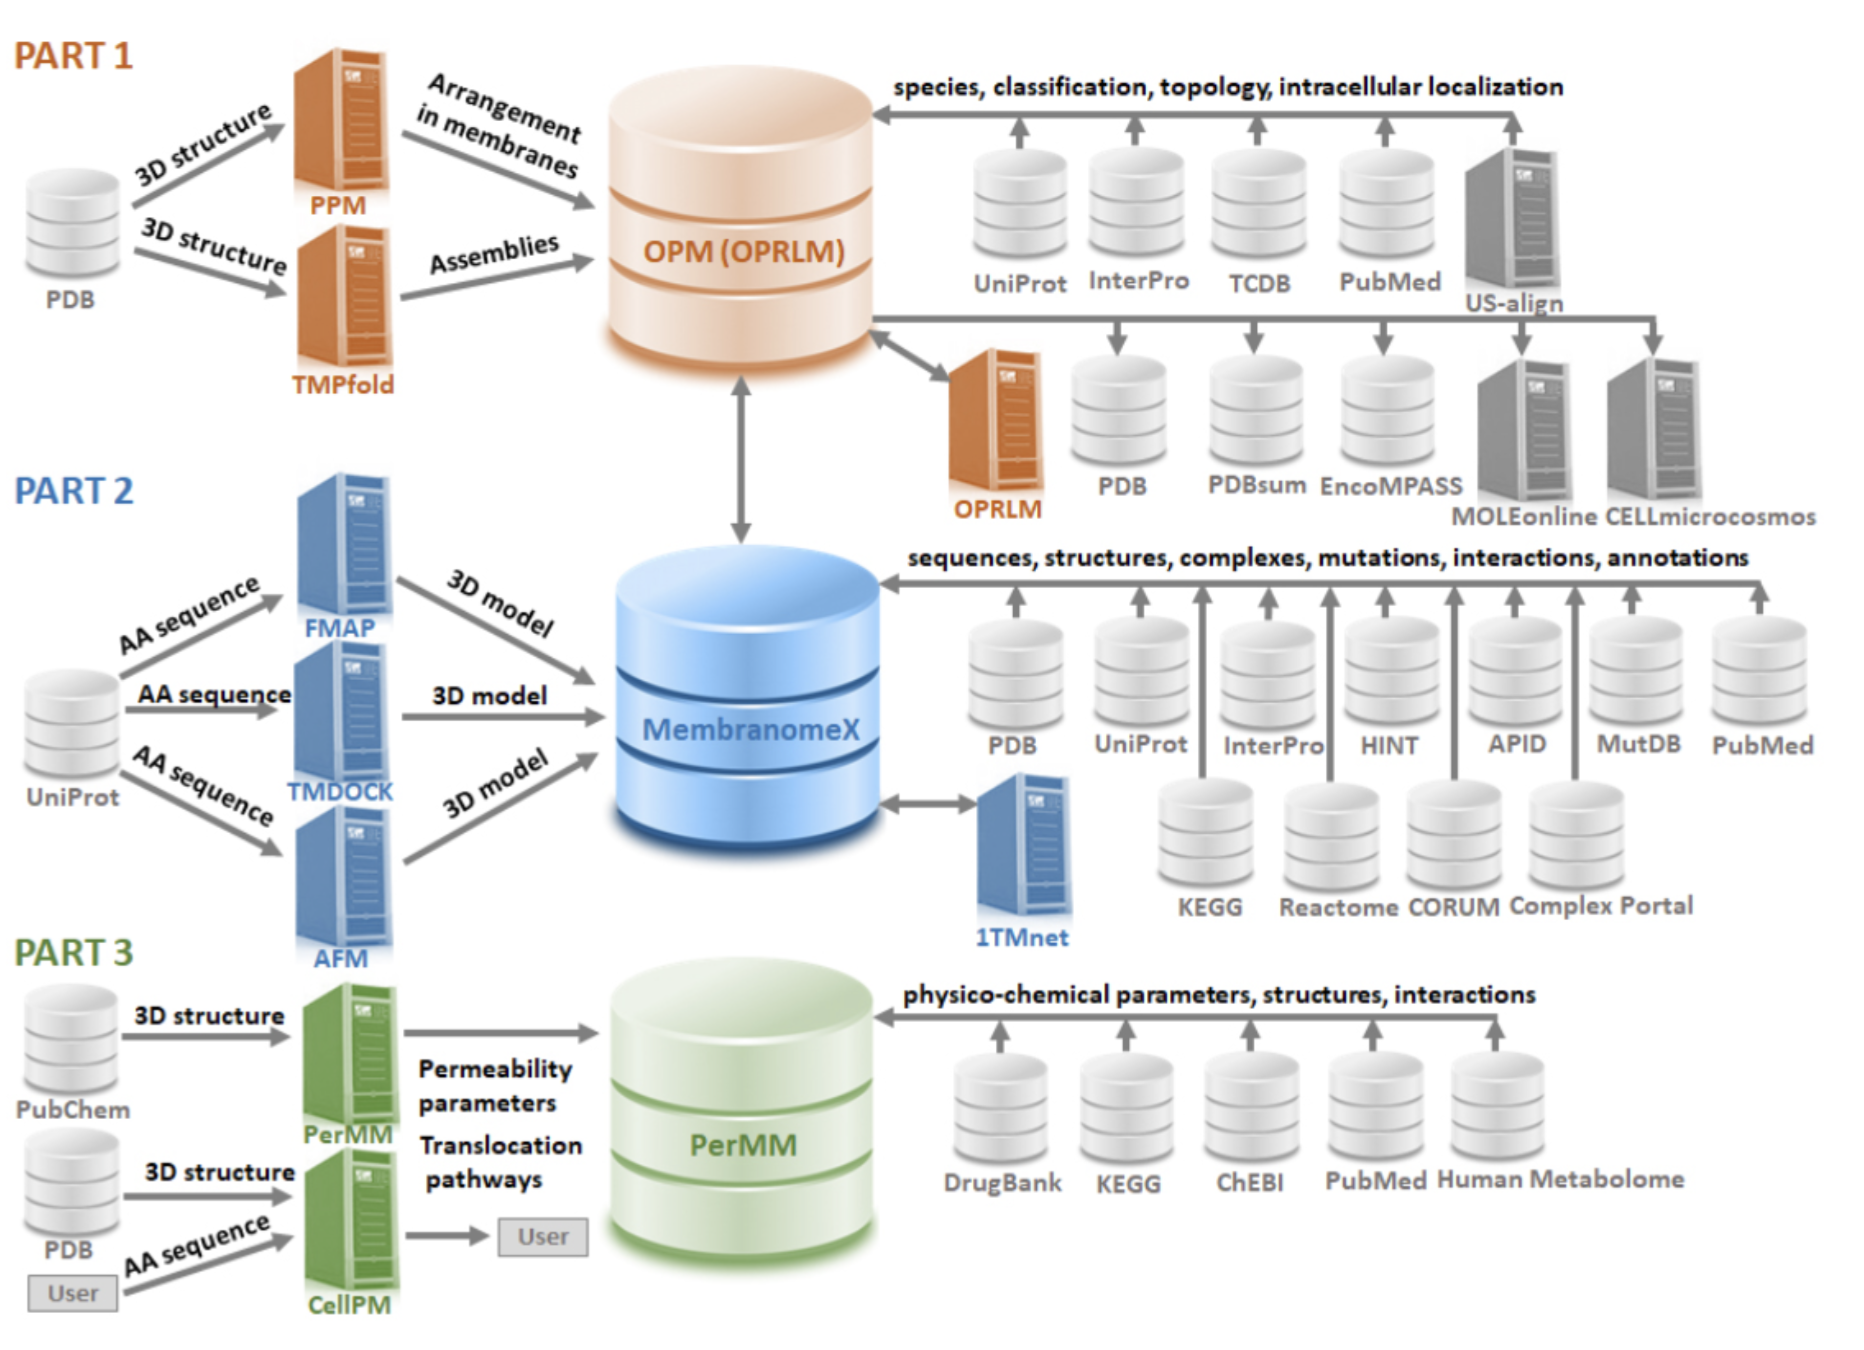 PART 1
3D structure
3D structure
PDB
PPM
TMPfold
Arrangement
in membranes
Assemblies
OPM (OPRLM)
species, classification, topology, intracellular localization
UniProt
InterPro
TCDB
PubMed
US-align
OPRLM
PDB
PDBsum
EncoMPASS
MOLEonline
CELLmicrocosmos
PART 2
AA sequence
AA sequence
AA sequence
UniProt
FMAP
TMDOCK
AFM
3D model
3D model
3D model
MembranomeX
sequences, structures, complexes, mutations, interactions, annotations
PDB
UniProt
InterPro
HINT
APID
MutDB
PubMed
KEGG
Reactome
CORUM
Complex Portal
1TMnet
PART 3
3D structure
PubChem
PerMM
3D structure
PDB
AA sequence
User
CellPM
Permeability
parameters
Translocation
pathways
User
PerMM
physico-chemical parameters, structures, interactions
DrugBank
KEGG
ChEBI
PubMed
Human Metabolome